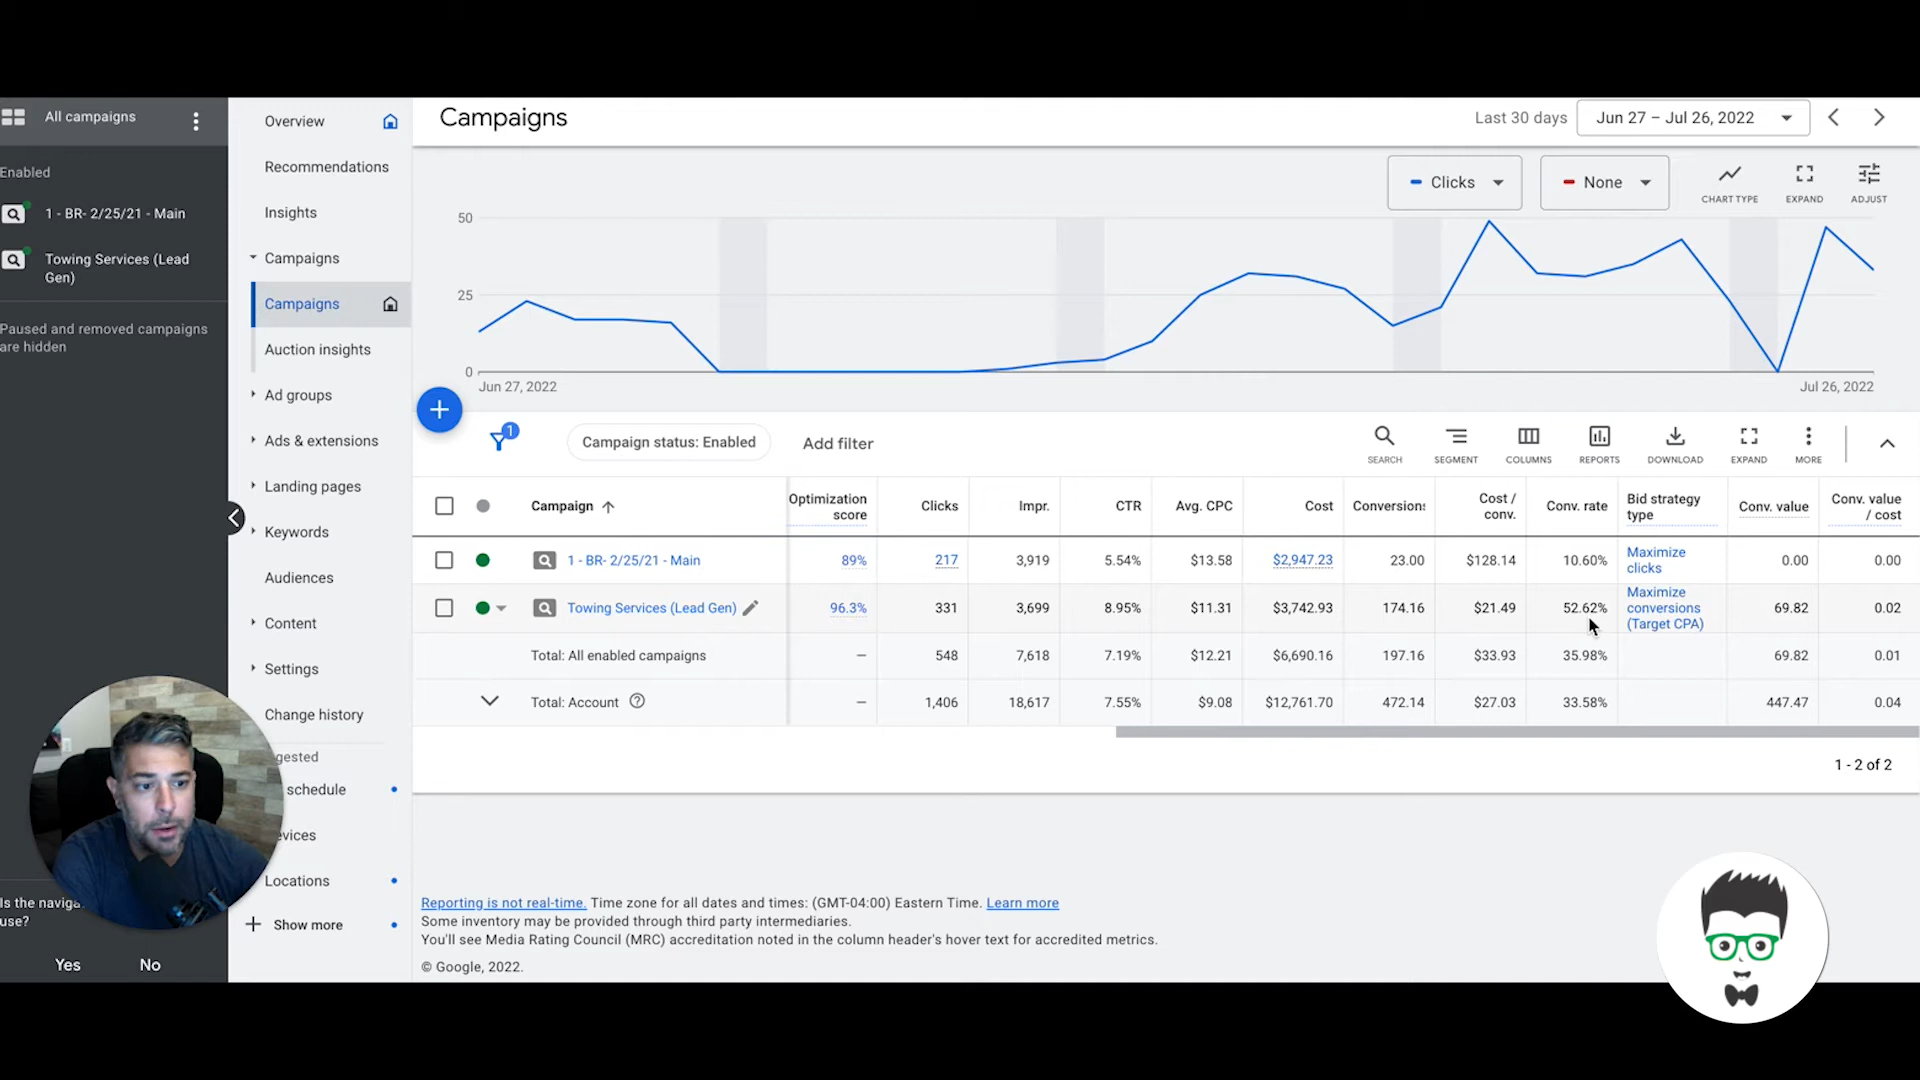 All campaigns
Enabled
1 - BR- 2/25/21 - Main
Towing Services (Lead
Gen)
Paused and removed campaigns
are hidden
Is the naviga
use?
Yes No
Overview
Recommendations
Insights
Campaigns
Campaigns
Auction insights
Ad groups
Ads & extensions
Landing pages
Keywords
Audiences
Content
Settings
Change history
gested
schedule
evices
Locations
Show more
Campaigns
Last 30 days Jun 27 – Jul 26, 2022
Clicks None
CHART TYPE EXPAND ADJUST
50
25
0
Jun 27, 2022 Jul 26, 2022
1
Campaign status: Enabled Add filter
SEARCH SEGMENT COLUMNS REPORTS DOWNLOAD EXPAND MORE
Campaign Optimization score Clicks Impr. CTR Avg. CPC Cost Conversions Cost / conv. Conv. rate Bid strategy type Conv. value Conv. value / cost
1 - BR- 2/25/21 - Main 89% 217 3,919 5.54% $13.58 $2,947.23 23.00 $128.14 10.60% Maximize clicks 0.00 0.00
Towing Services (Lead Gen) 96.3% 331 3,699 8.95% $11.31 $3,742.93 174.16 $21.49 52.62% Maximize conversions (Target CPA) 69.82 0.02
Total: All enabled campaigns – 548 7,618 7.19% $12.21 $6,690.16 197.16 $33.93 35.98% 69.82 0.01
Total: Account – 1,406 18,617 7.55% $9.08 $12,761.70 472.14 $27.03 33.58% 447.47 0.04
1 - 2 of 2
Reporting is not real-time. Time zone for all dates and times: (GMT-04:00) Eastern Time. Learn more
Some inventory may be provided through third party intermediaries.
You'll see Media Rating Council (MRC) accreditation noted in the column header's hover text for accredited metrics.
© Google, 2022.